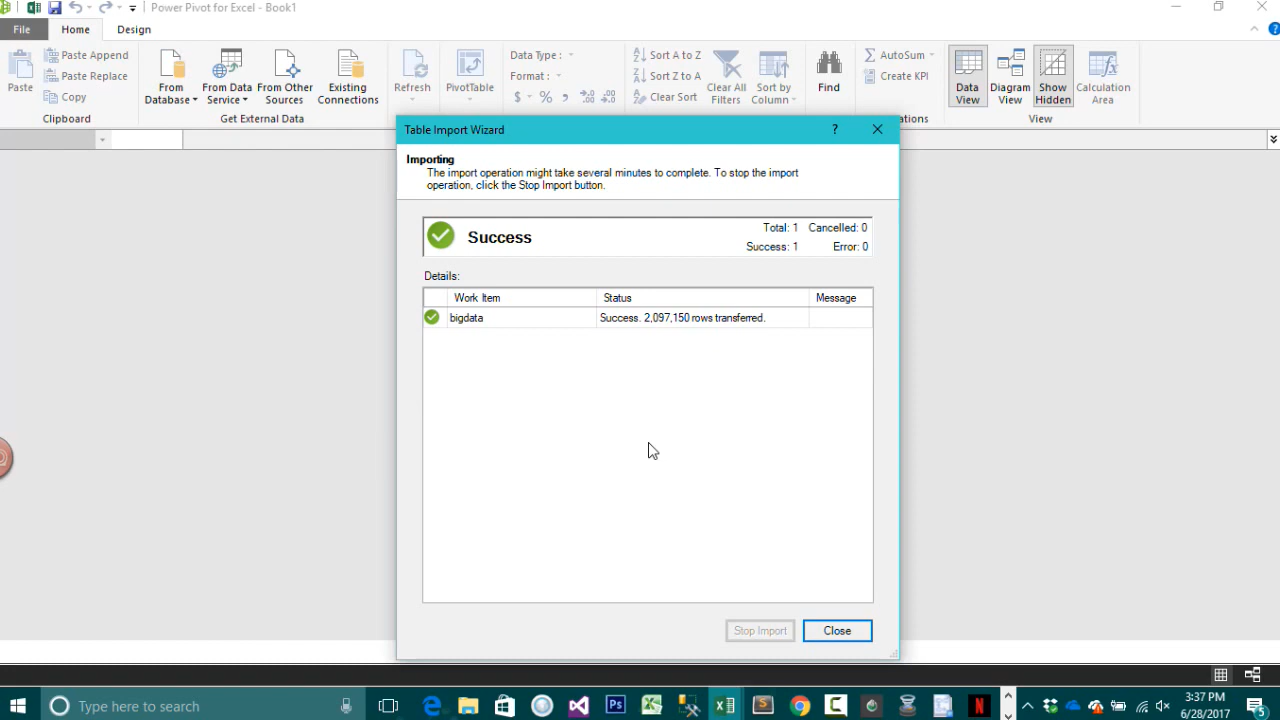 Power Pivot for Excel - Book1
File Home Design
Paste
Paste Append
Paste Replace
Copy
Clipboard
From Database
From Data Service
From Other Sources
Existing Connections
Get External Data
Refresh
PivotTable
Data Type :
Format :
$ % , .00
Sort A to Z
Sort Z to A
Clear Sort
Clear All Filters
Sort by Column
Find
AutoSum
Create KPI
ations
Data View
Diagram View
Show Hidden
Calculation Area
View
Table Import Wizard ?
Importing
The import operation might take several minutes to complete. To stop the import
operation, click the Stop Import button.
Success
Total: 1 Cancelled: 0
Success: 1 Error: 0
Details:
Work Item Status Message
bigdata Success. 2,097,150 rows transferred.
Stop Import Close
Type here to search
Ps
3:37 PM
6/28/2017
5